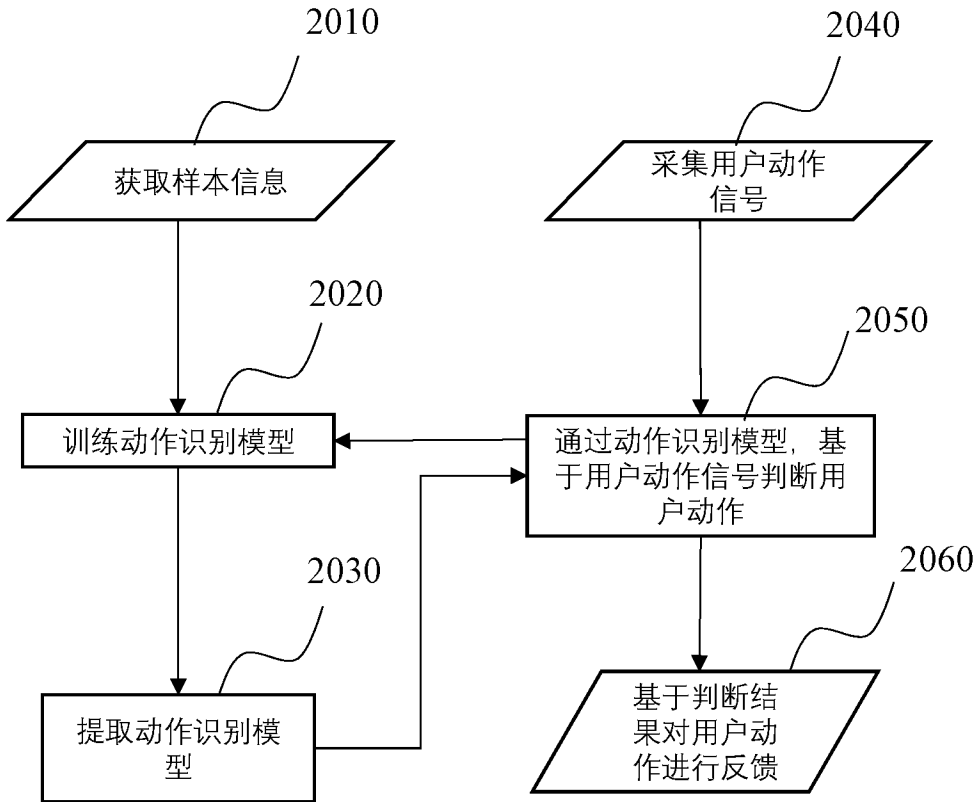 2010
获取样本信息
2020
训练动作识别模型
2030
提取动作识别模
型
2040
采集用户动作
信号
2050
通过动作识别模型，基
于用户动作信号判断用
户动作
2060
基于判断结
果对用户动
作进行反馈